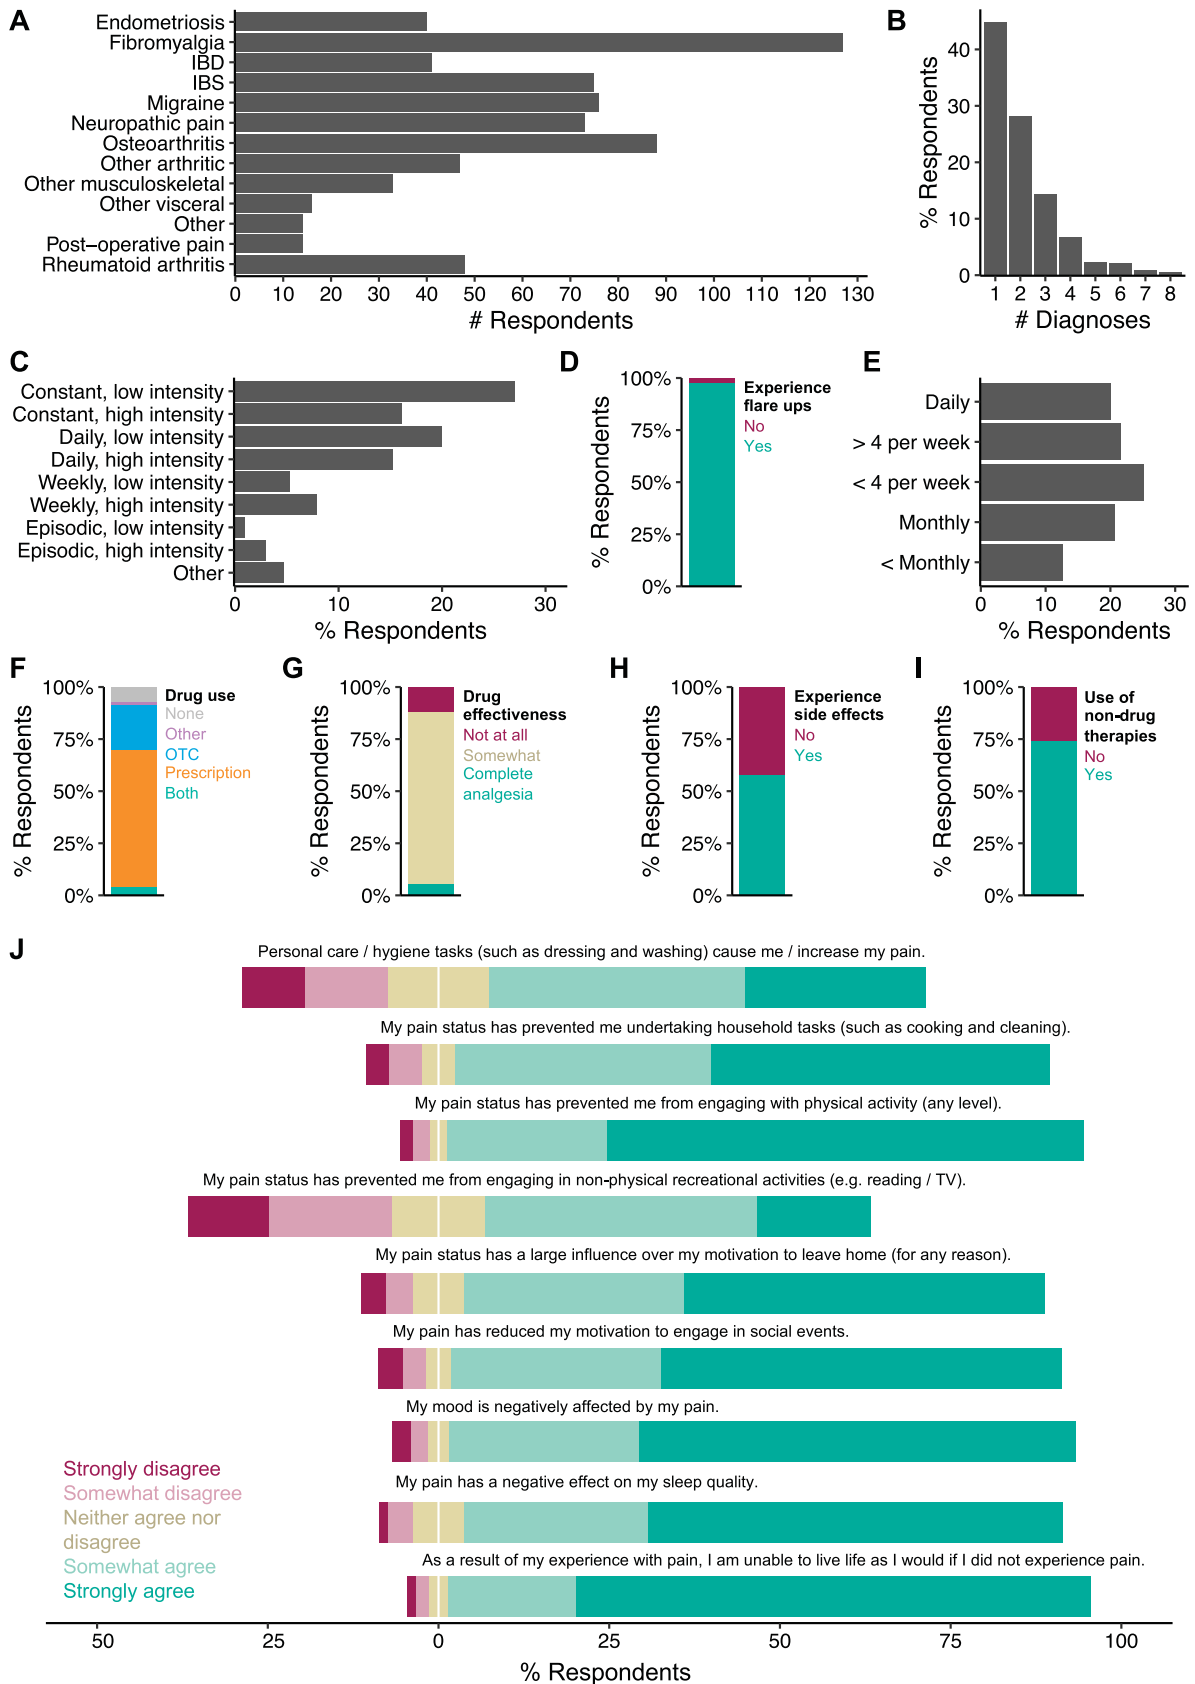 A
Endometriosis
Fibromyalgia
IBD
IBS
Migraine
Neuropathic pain
Osteoarthritis
Other arthritic
Other musculoskeletal
Other visceral
Other
Post–operative pain
Rheumatoid arthritis
0 10 20 30 40 50 60 70 80 90 100 110 120 130
# Respondents
B
% Respondents
40
30
20
10
0
1 2 3 4 5 6 7 8
# Diagnoses
C
Constant, low intensity
Constant, high intensity
Daily, low intensity
Daily, high intensity
Weekly, low intensity
Weekly, high intensity
Episodic, low intensity
Episodic, high intensity
Other
0 10 20 30
% Respondents
D
% Respondents
100%
75%
50%
25%
0%
Experience
flare ups
No
Yes
E
Daily
> 4 per week
< 4 per week
Monthly
< Monthly
0 10 20 30
% Respondents
F
% Respondents
100%
75%
50%
25%
0%
Drug use
None
Other
OTC
Prescription
Both
G
% Respondents
100%
75%
50%
25%
0%
Drug
effectiveness
Not at all
Somewhat
Complete
analgesia
H
% Respondents
100%
75%
50%
25%
0%
Experience
side effects
No
Yes
I
% Respondents
100%
75%
50%
25%
0%
Use of
non-drug
therapies
No
Yes
J
Personal care / hygiene tasks (such as dressing and washing) cause me / increase my pain.
My pain status has prevented me undertaking household tasks (such as cooking and cleaning).
My pain status has prevented me from engaging with physical activity (any level).
My pain status has prevented me from engaging in non-physical recreational activities (e.g. reading / TV).
My pain status has a large influence over my motivation to leave home (for any reason).
My pain has reduced my motivation to engage in social events.
My mood is negatively affected by my pain.
My pain has a negative effect on my sleep quality.
As a result of my experience with pain, I am unable to live life as I would if I did not experience pain.
Strongly disagree
Somewhat disagree
Neither agree nor
disagree
Somewhat agree
Strongly agree
50 25 0 25 50 75 100
% Respondents